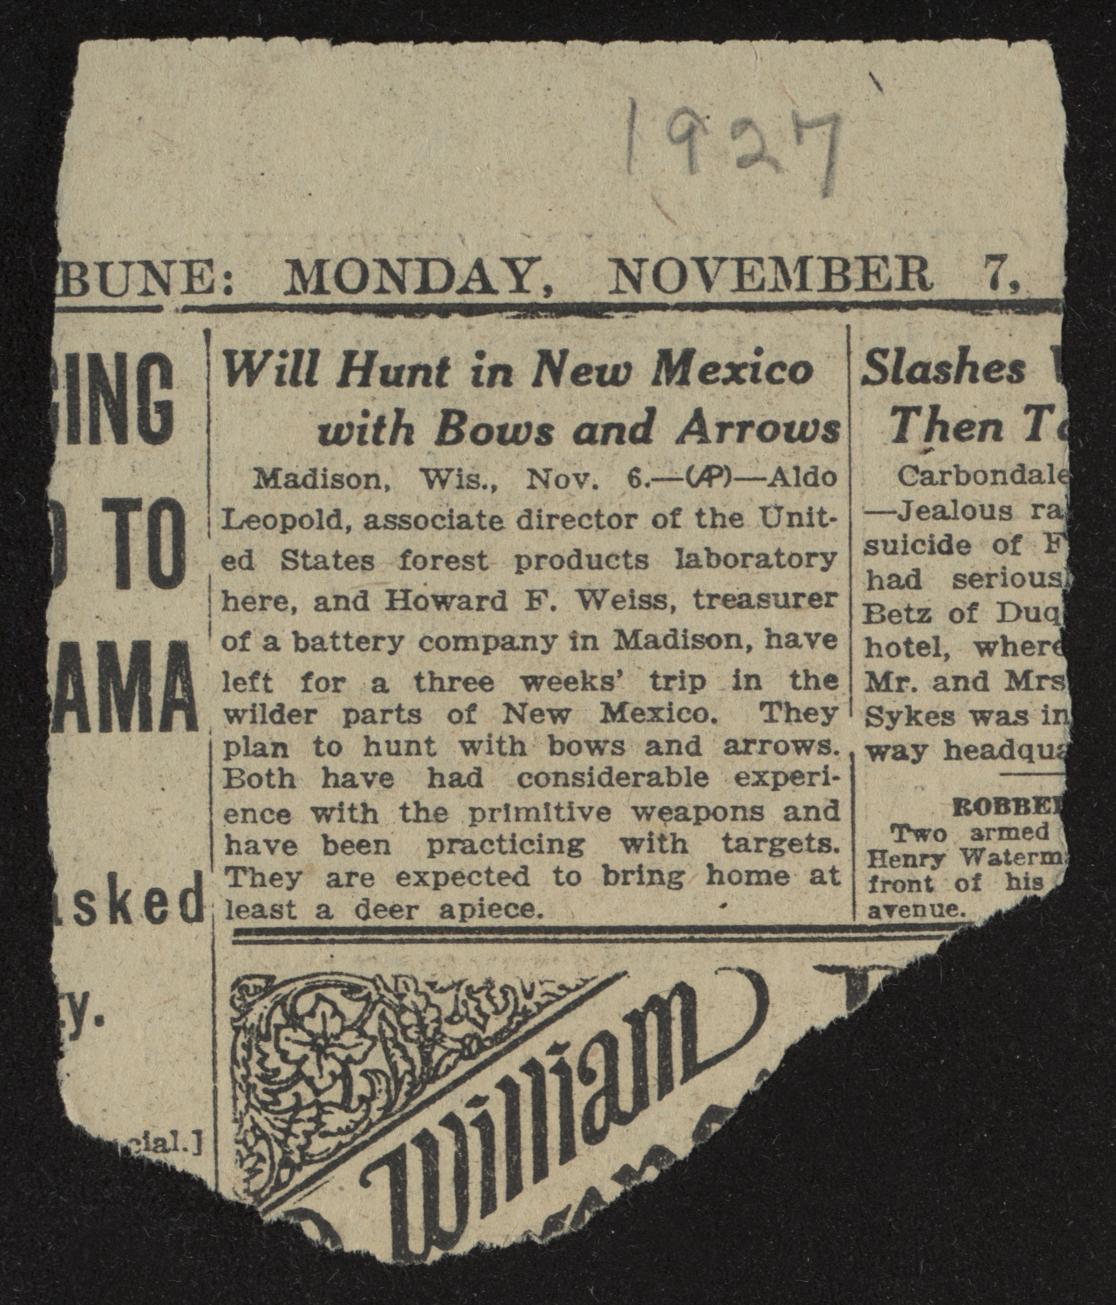 1927
BUNE: MONDAY, NOVEMBER 7,
GING
TO
AMA
asked
ty.
cial.]
Will Hunt in New Mexico
with Bows and Arrows
Madison, Wis., Nov. 6.—(AP)—Aldo
Leopold, associate director of the Unit-
ed States forest products laboratory
here, and Howard F. Weiss, treasurer
of a battery company in Madison, have
left for a three weeks' trip in the
wilder parts of New Mexico. They
plan to hunt with bows and arrows.
Both have had considerable experi-
ence with the primitive weapons and
have been practicing with targets.
They are expected to bring home at
least a deer apiece.
Slashes
Then T
Carbondale
—Jealous ra
suicide of F
had serious
Betz of Duq
hotel, where
Mr. and Mrs
Sykes was in
way headqua
ROBBE
Two armed
Henry Waterm
front of his
avenue.
William